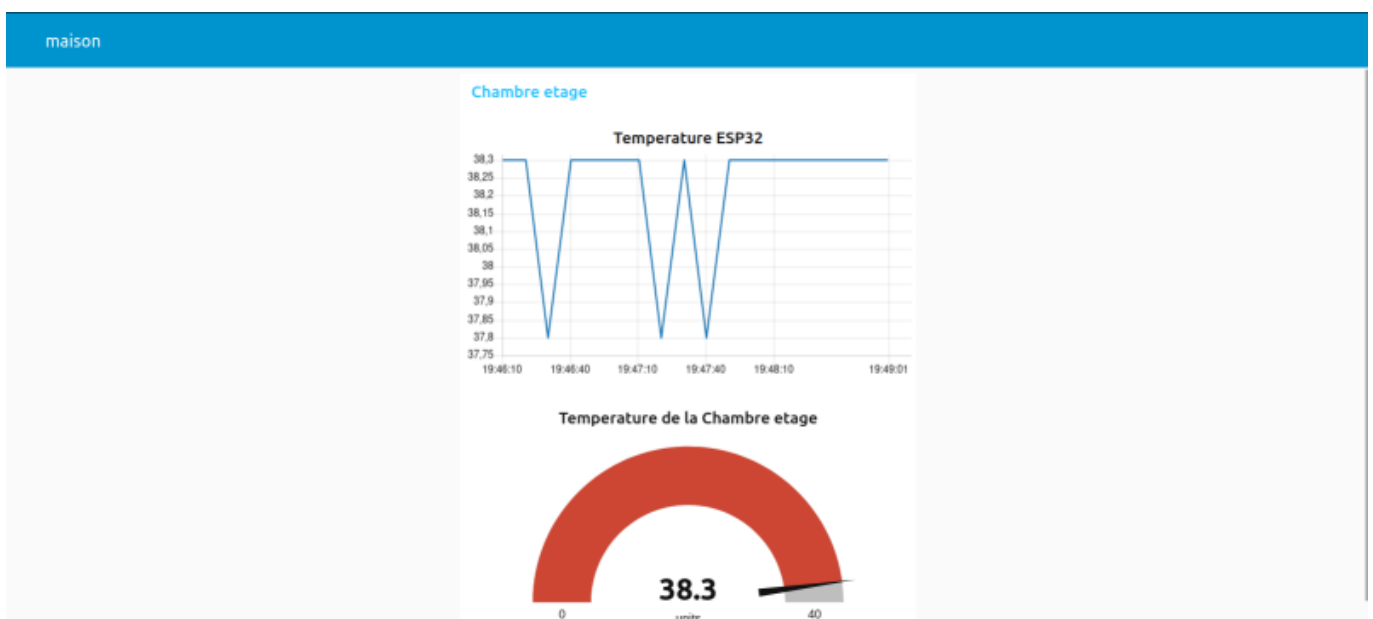 maison
Chambre etage
Temperature ESP32
38,3
38,25
38,2
38,15
38,1
38,05
38
37,95
37,9
37,85
37,8
37,75
19:46:10 19:46:40 19:47:10 19:47:40 19:48:10 19:49:01
Temperature de la Chambre etage
38.3
0 units 40